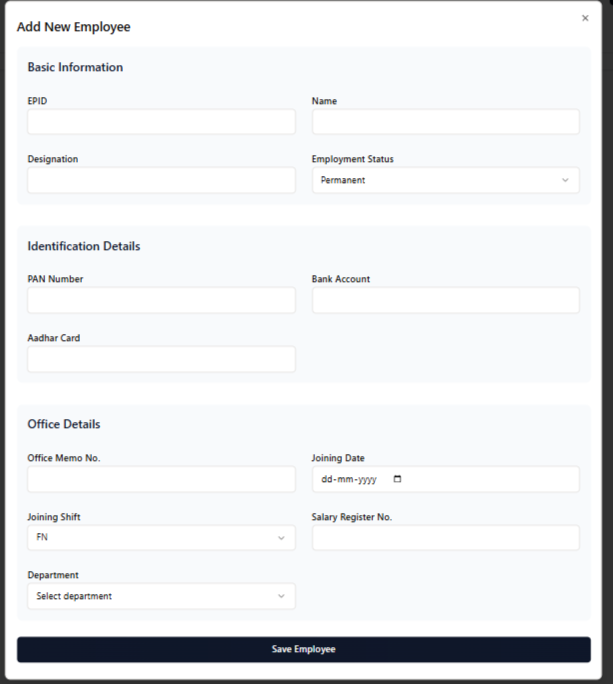 Add New Employee
Basic Information
EPID
Name
Designation
Employment Status
Permanent
Identification Details
PAN Number
Bank Account
Aadhar Card
Office Details
Office Memo No.
Joining Date
dd-mm-yyyy
Joining Shift
FN
Salary Register No.
Department
Select department
Save Employee